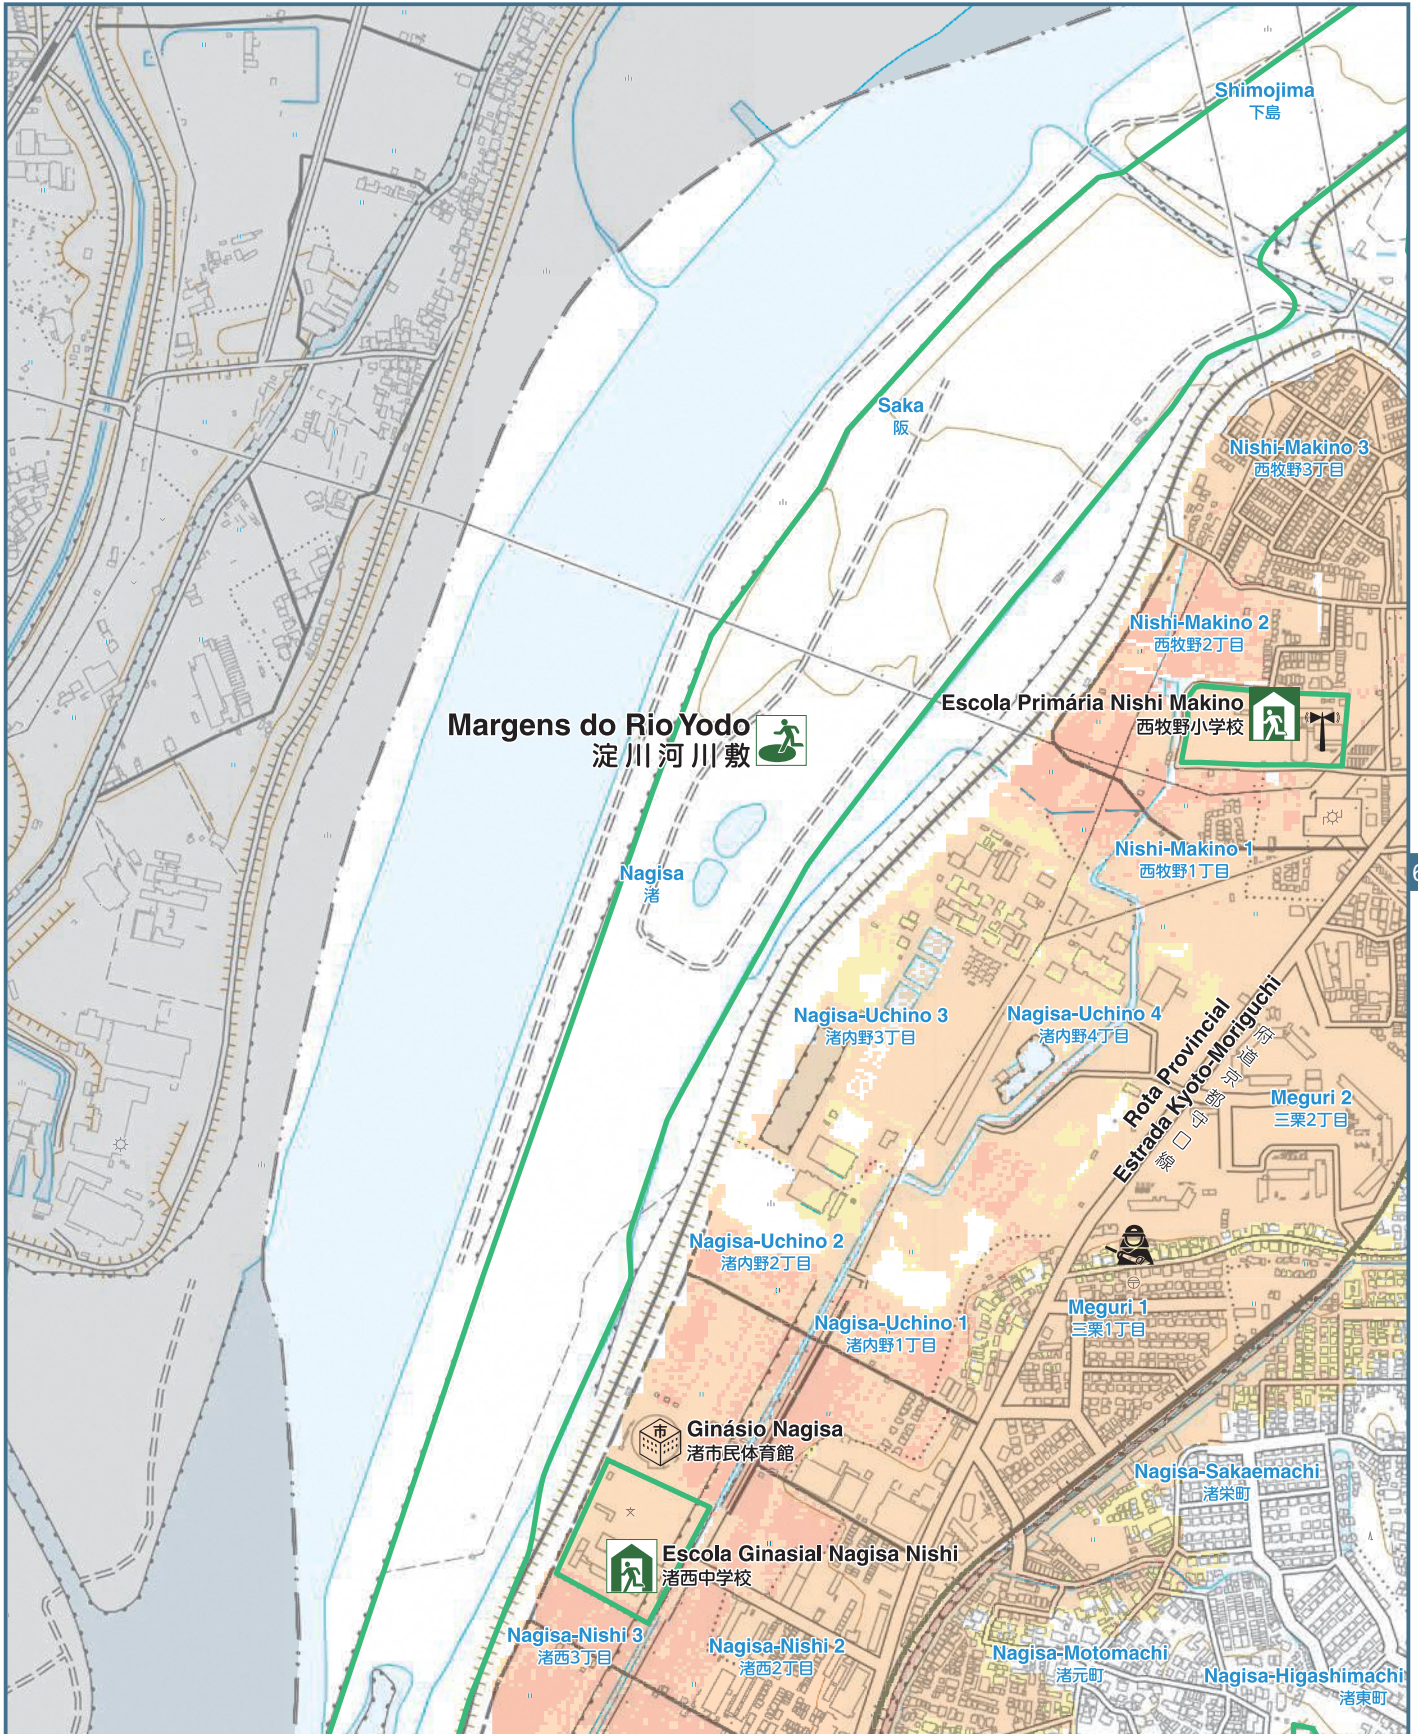 Shimojima
下島
Saka
阪
Nishi-Makino 3
西牧野3丁目
Nishi-Makino 2
西牧野2丁目
Escola Primária Nishi Makino
西牧野小学校
Margens do Rio Yodo
淀川河川敷
Nishi-Makino 1
西牧野1丁目
6
Nagisa
渚
Nagisa-Uchino 3
渚内野3丁目
Nagisa-Uchino 4
渚内野4丁目
Rota Provincial
Estrada Kyoto-Moriguchi
府道京都守口線
Meguri 2
三栗2丁目
Nagisa-Uchino 2
渚内野2丁目
Meguri 1
三栗1丁目
Nagisa-Uchino 1
渚内野1丁目
市
Ginásio Nagisa
渚市民体育館
Nagisa-Sakaemachi
渚栄町
文
Escola Ginasial Nagisa Nishi
渚西中学校
Nagisa-Nishi 3
渚西3丁目
Nagisa-Nishi 2
渚西2丁目
Nagisa-Motomachi
渚元町
Nagisa-Higashimachi
渚東町